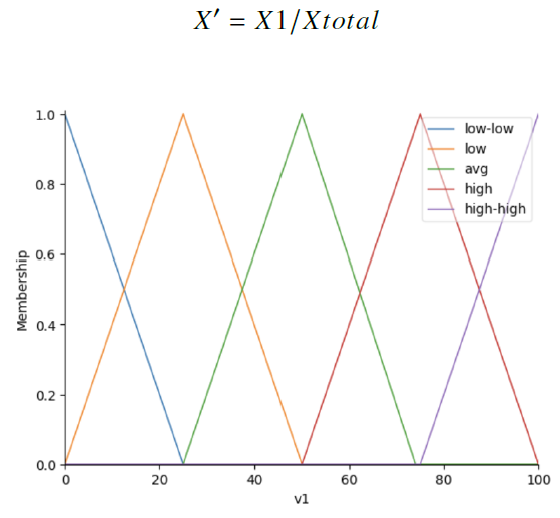 X′ = X1/Xtotal
1.0
0.8
0.6
0.4
0.2
0.0
Membership
low-low
low
avg
high
high-high
0 20 40 60 80 100
v1